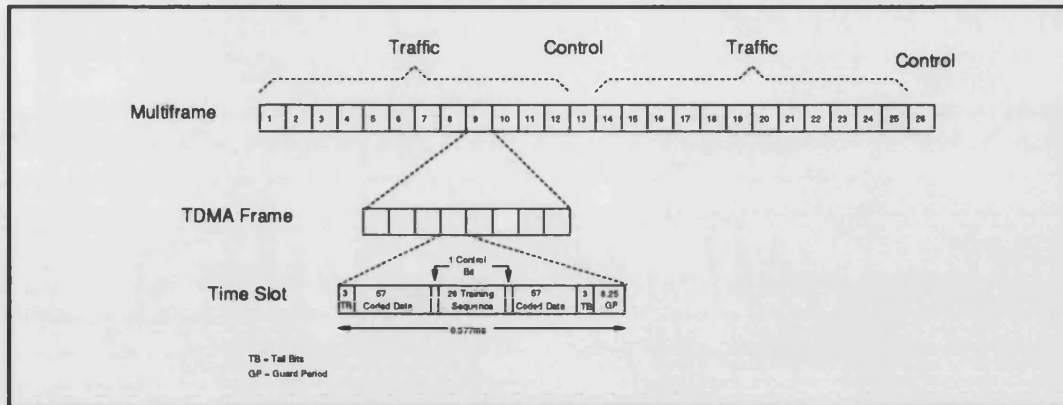 Traffic Control Traffic Control
Multiframe 1 2 3 4 5 6 7 8 9 10 11 12 13 14 15 16 17 18 19 20 21 22 23 24 25 26
TDMA Frame
1 Control
Bit
Time Slot
3 57 26 Training 57 3 8.25
TB Coded Date Sequence Coded Date TB GP
0.577ms
TB = Tail Bits
GP = Guard Period